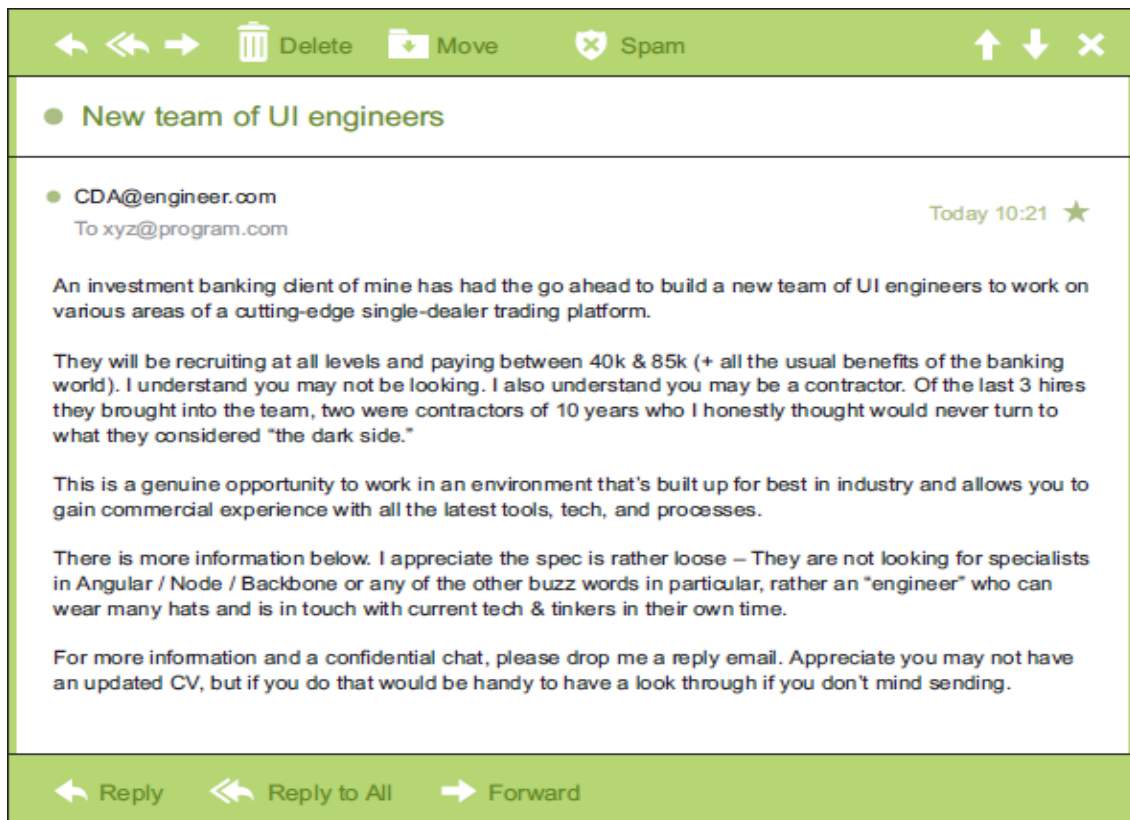 Delete Move Spam
New team of UI engineers
CDA@engineer.com
Today 10:21
To xyz@program.com
An investment banking client of mine has had the go ahead to build a new team of UI engineers to work on
various areas of a cutting-edge single-dealer trading platform.
They will be recruiting at all levels and paying between 40k & 85k (+ all the usual benefits of the banking
world). I understand you may not be looking. I also understand you may be a contractor. Of the last 3 hires
they brought into the team, two were contractors of 10 years who I honestly thought would never turn to
what they considered “the dark side.”
This is a genuine opportunity to work in an environment that’s built up for best in industry and allows you to
gain commercial experience with all the latest tools, tech, and processes.
There is more information below. I appreciate the spec is rather loose – They are not looking for specialists
in Angular / Node / Backbone or any of the other buzz words in particular, rather an “engineer” who can
wear many hats and is in touch with current tech & tinkers in their own time.
For more information and a confidential chat, please drop me a reply email. Appreciate you may not have
an updated CV, but if you do that would be handy to have a look through if you don’t mind sending.
Reply Reply to All Forward